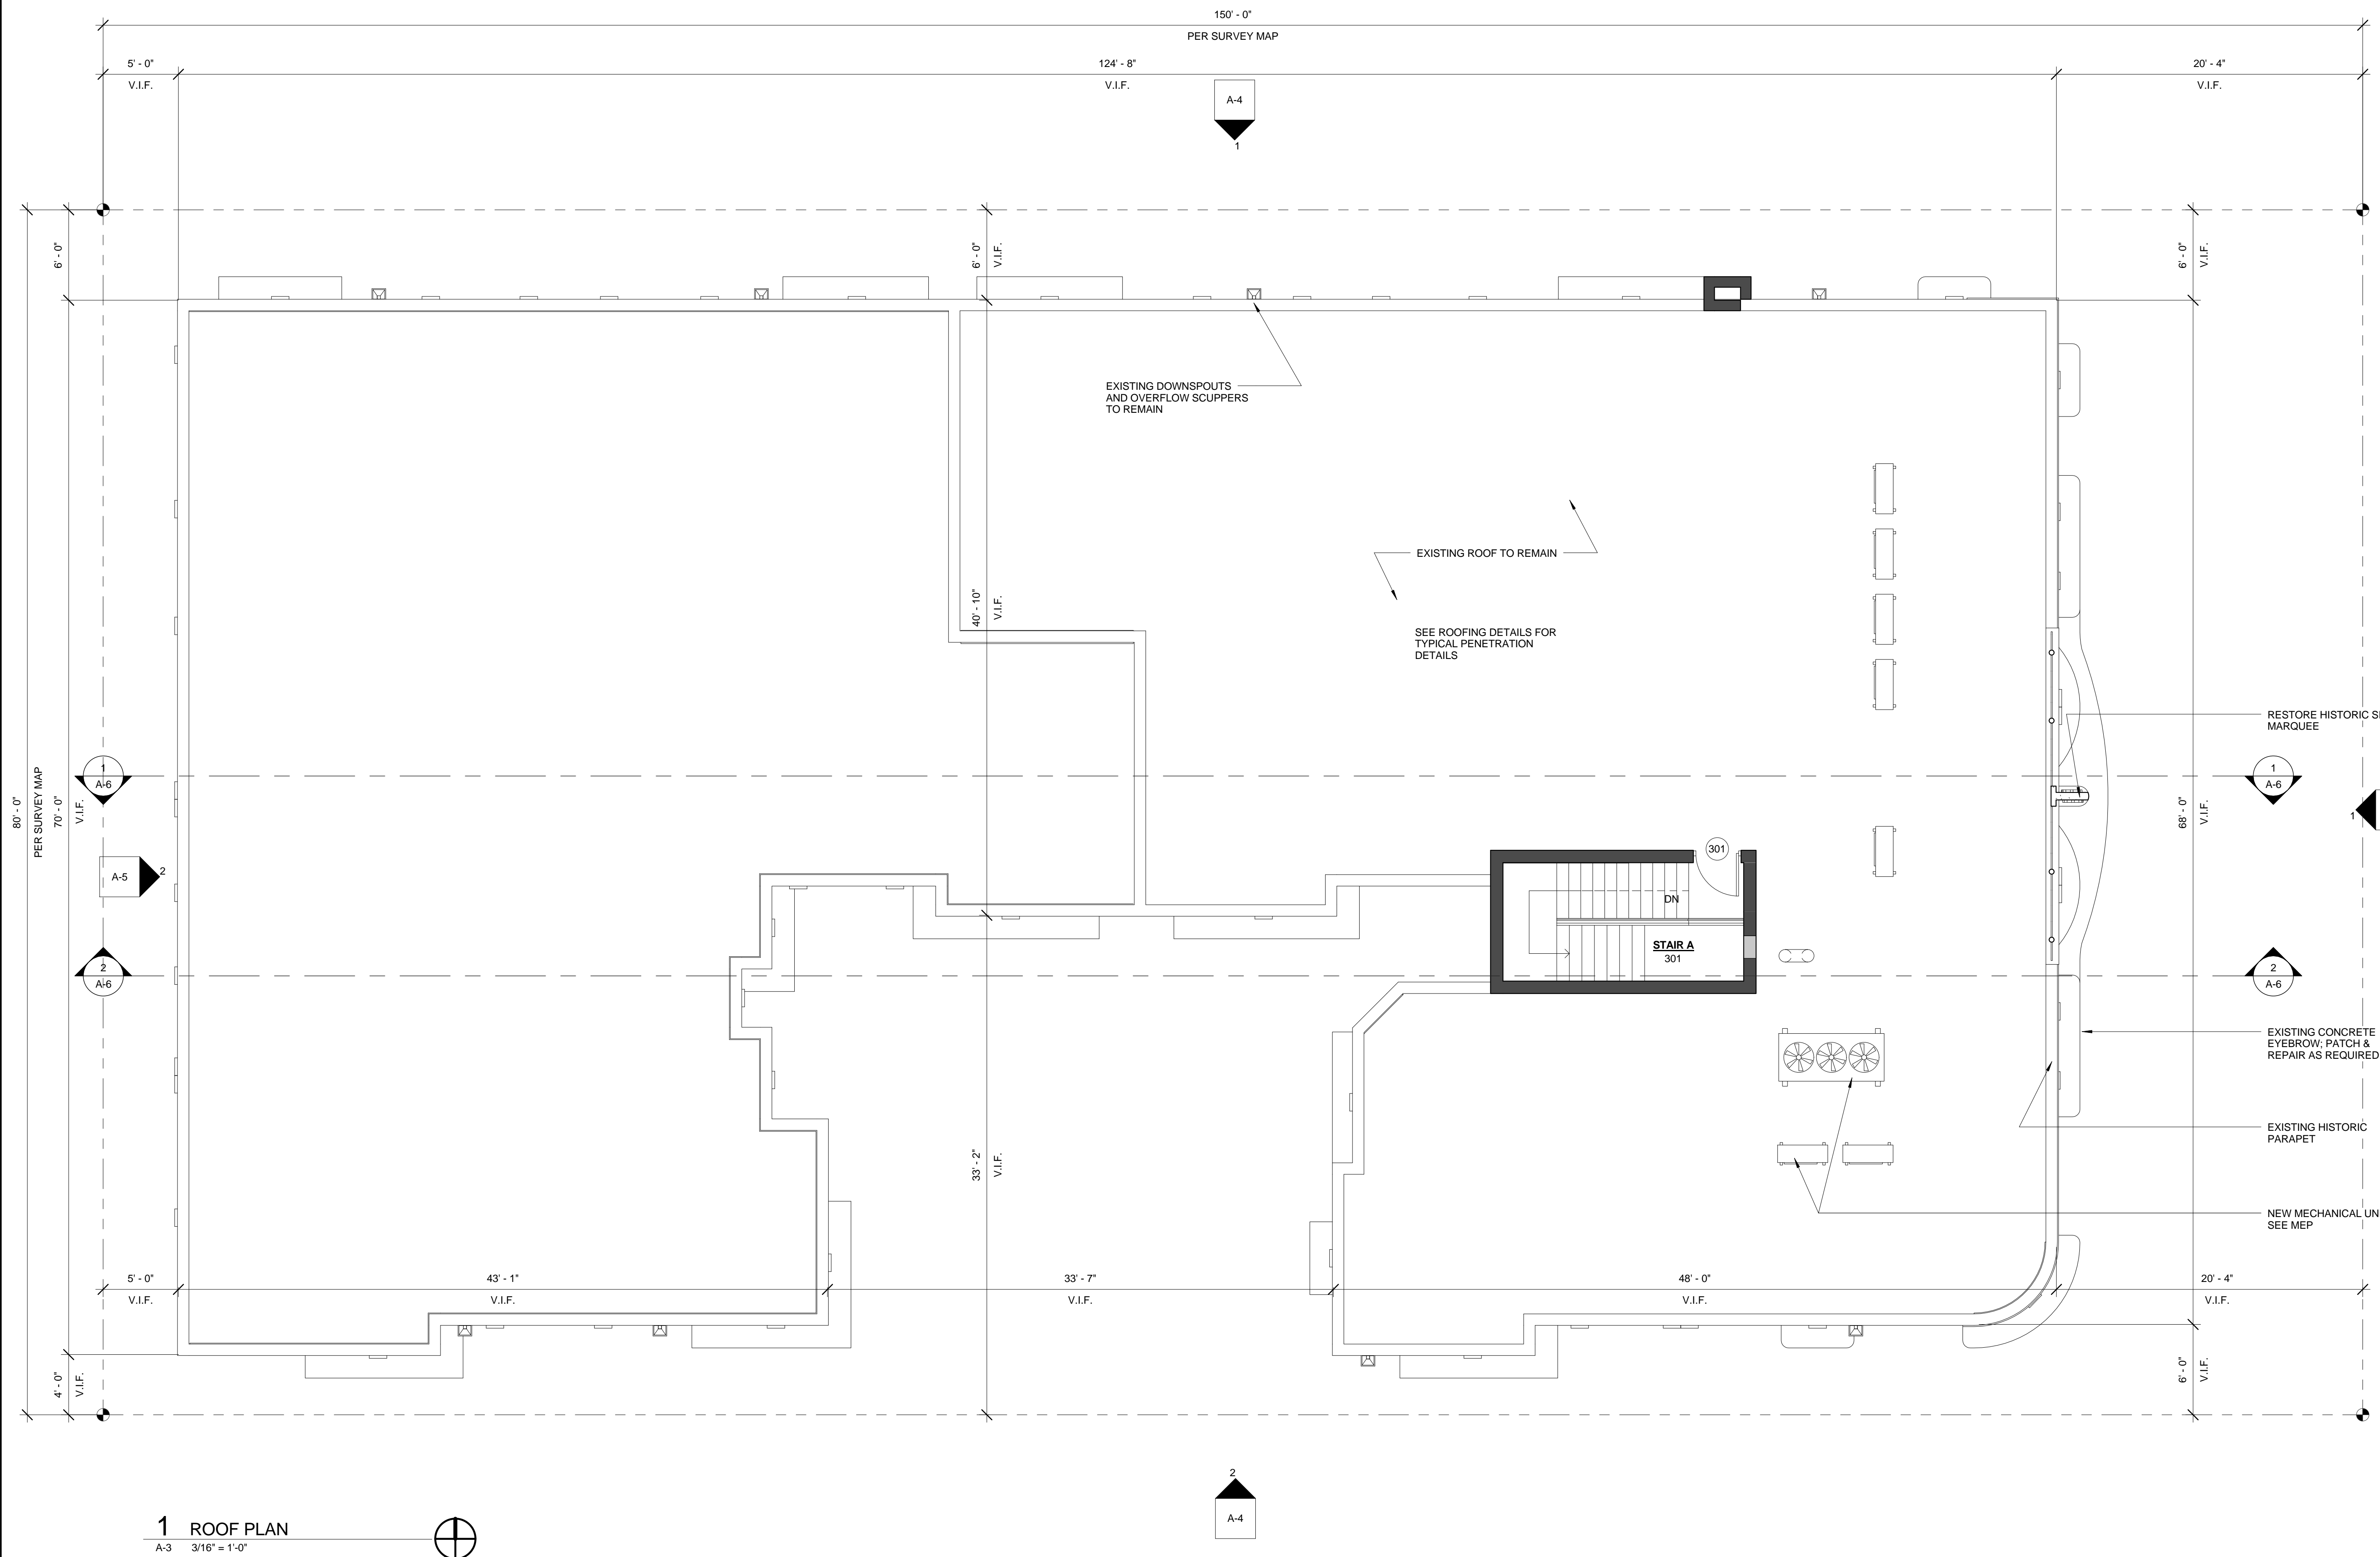 150' - 0"
PER SURVEY MAP
5' - 0"
V.I.F.
124' - 8"
V.I.F.
20' - 4"
V.I.F.
A-4
1
6' - 0"
6' - 0"
V.I.F.
6' - 0"
V.I.F.
EXISTING DOWNSPOUTS
AND OVERFLOW SCUPPERS
TO REMAIN
EXISTING ROOF TO REMAIN
40' - 10"
V.I.F.
SEE ROOFING DETAILS FOR
TYPICAL PENETRATION
DETAILS
RESTORE HISTORIC
MARQUEE
1
A-6
1
A-6
80' - 0"
PER SURVEY MAP
70' - 0"
V.I.F.
68' - 0"
V.I.F.
1
A-5
2
301
DN
STAIR A
301
2
A-6
2
A-6
EXISTING CONCRETE
EYEBROW; PATCH &
REPAIR AS REQUIRED
EXISTING HISTORIC
PARAPET
33' - 2"
V.I.F.
NEW MECHANICAL
SEE MEP
5' - 0"
V.I.F.
43' - 1"
V.I.F.
33' - 7"
V.I.F.
48' - 0"
V.I.F.
20' - 4"
V.I.F.
4' - 0"
V.I.F.
6' - 0"
V.I.F.
2
A-4
1 ROOF PLAN
A-3 3/16" = 1'-0"